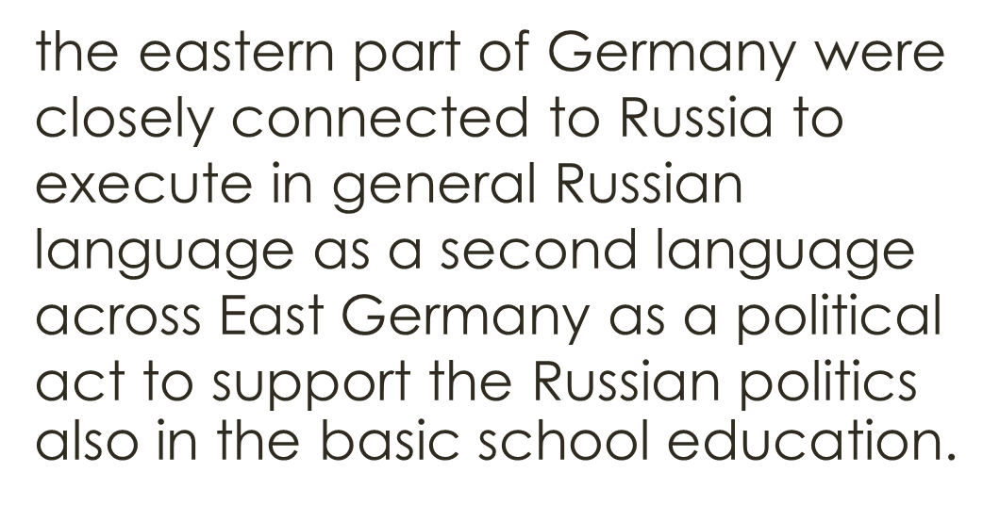 the eastern part of Germany were
closely connected to Russia to
execute in general Russian
language as a second language
across East Germany as a political
act to support the Russian politics
also in the basic school education.